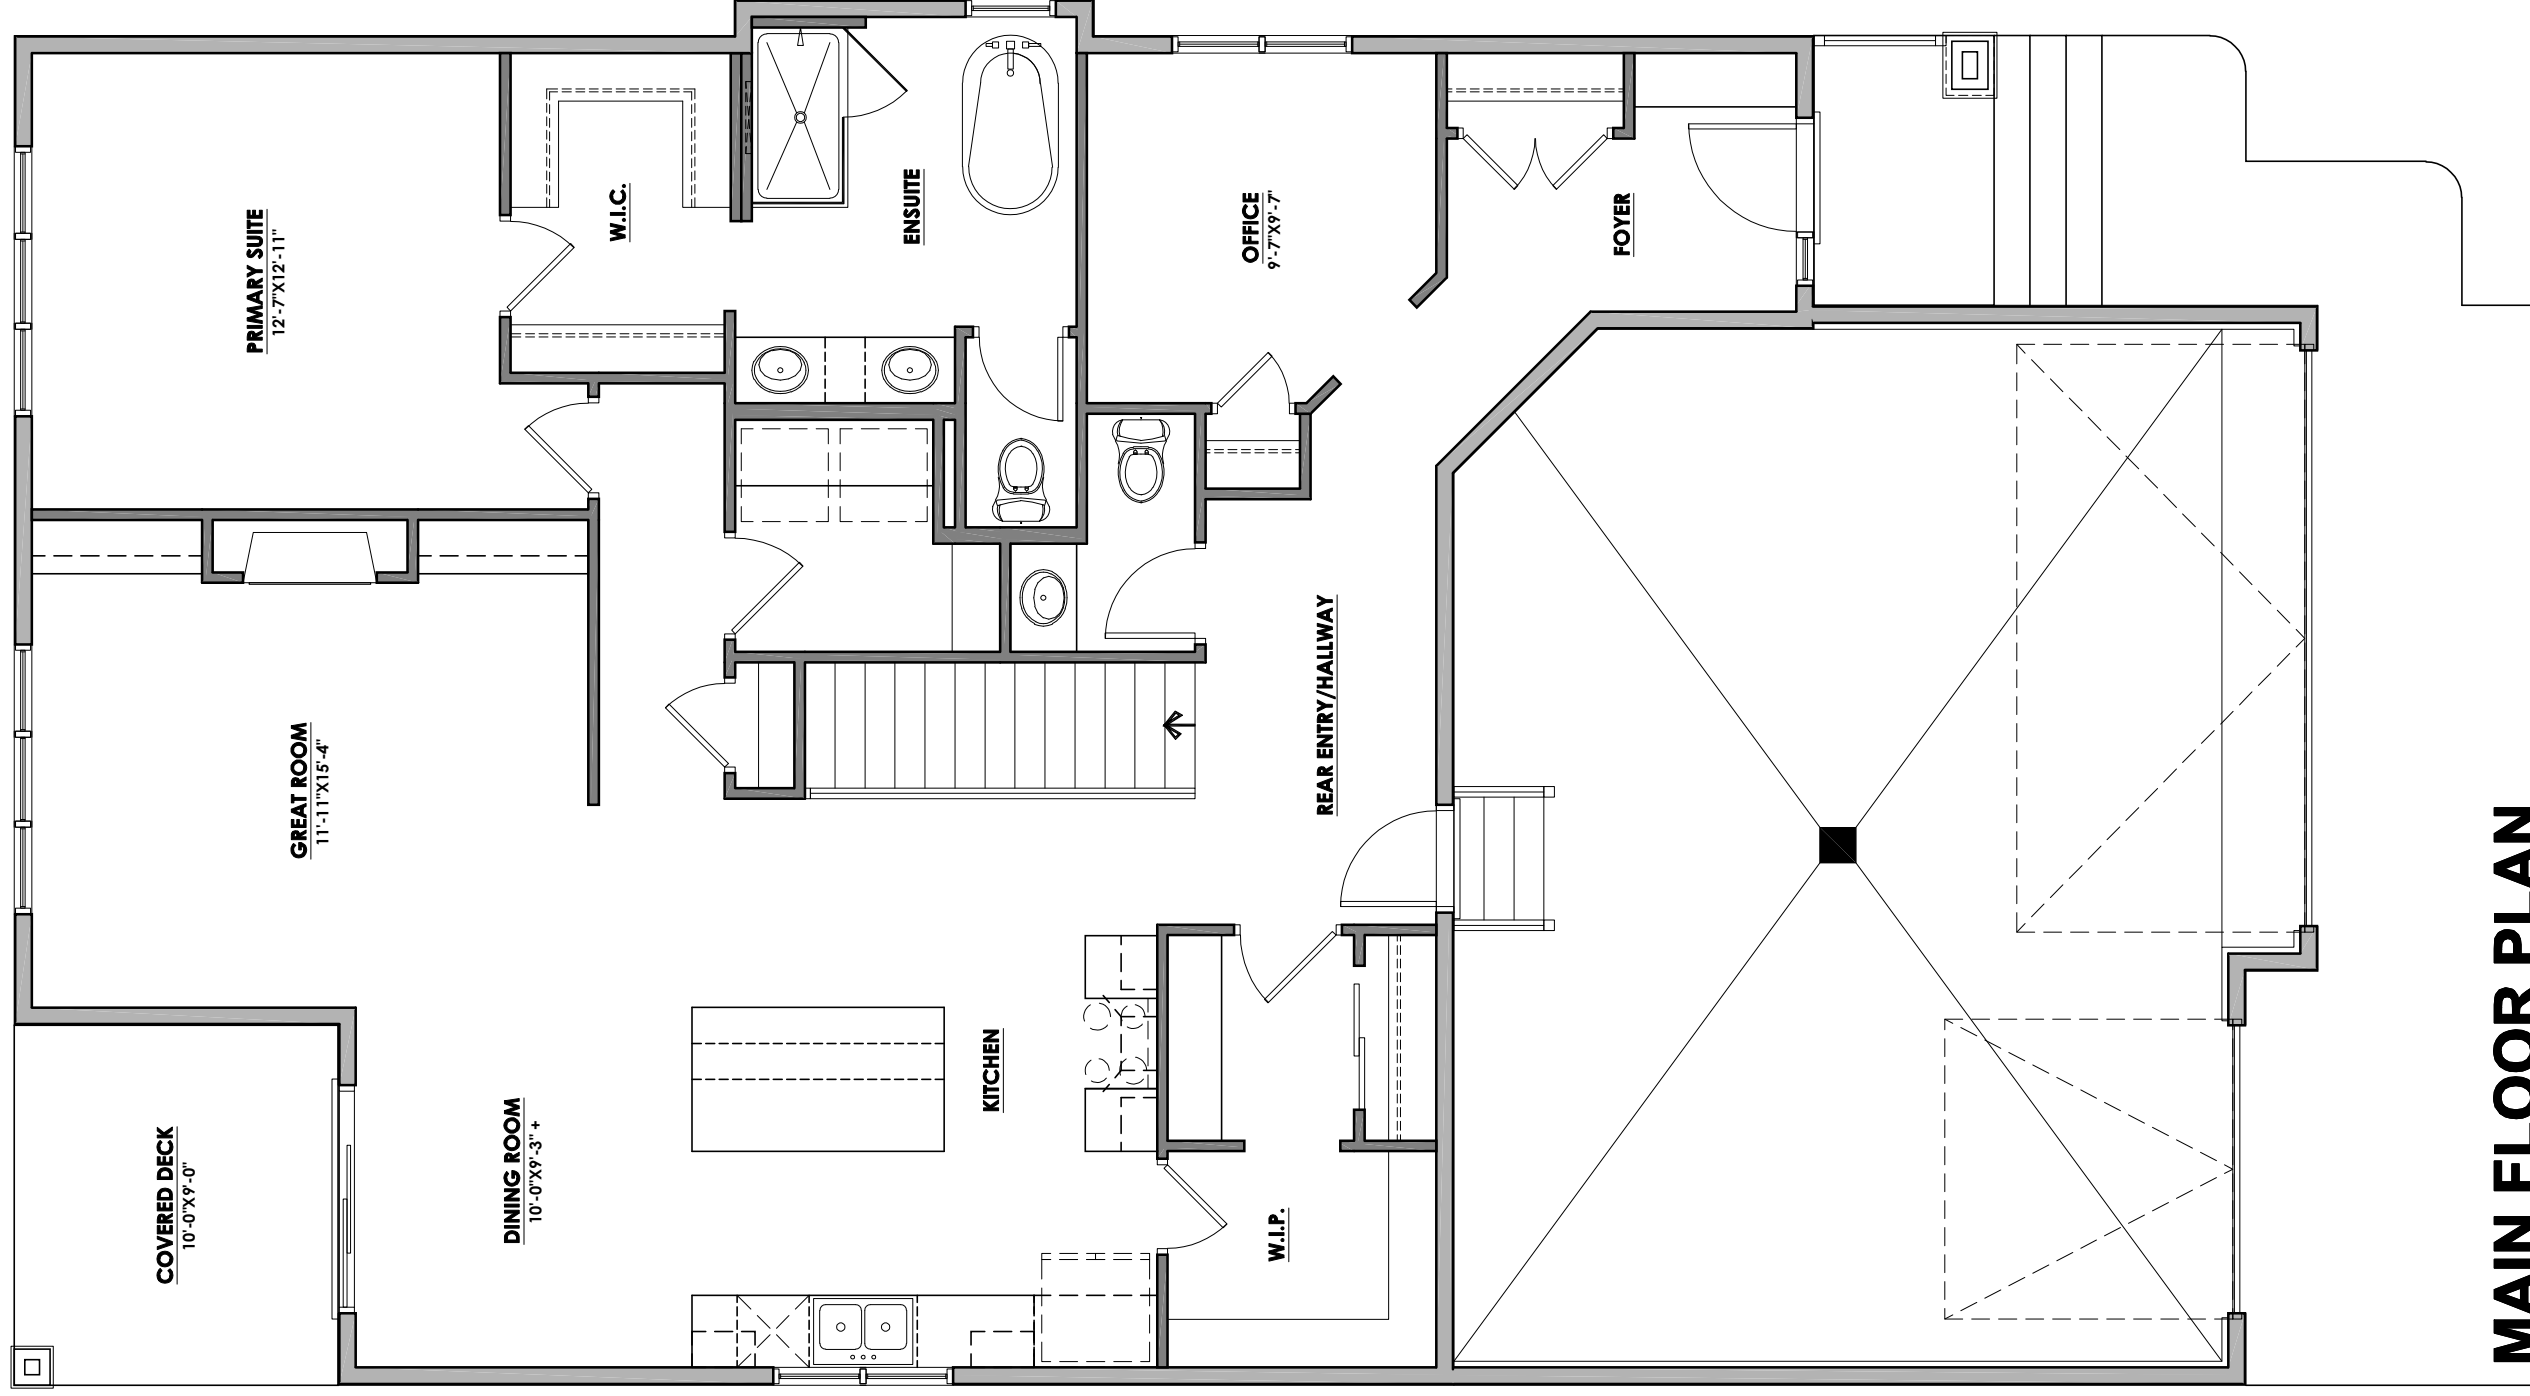 PRIMARY SUITE
12'-7"X12'-11"
W.I.C.
ENSUITE
OFFICE
9'-7"X9'-7"
FOYER
GREAT ROOM
11'-11"X15'-4"
REAR ENTRY/HALLWAY
COVERED DECK
10'-0"X9'-0"
DINING ROOM
10'-0"X9'-3" +
KITCHEN
W.I.P.
MAIN FLOOR PLAN